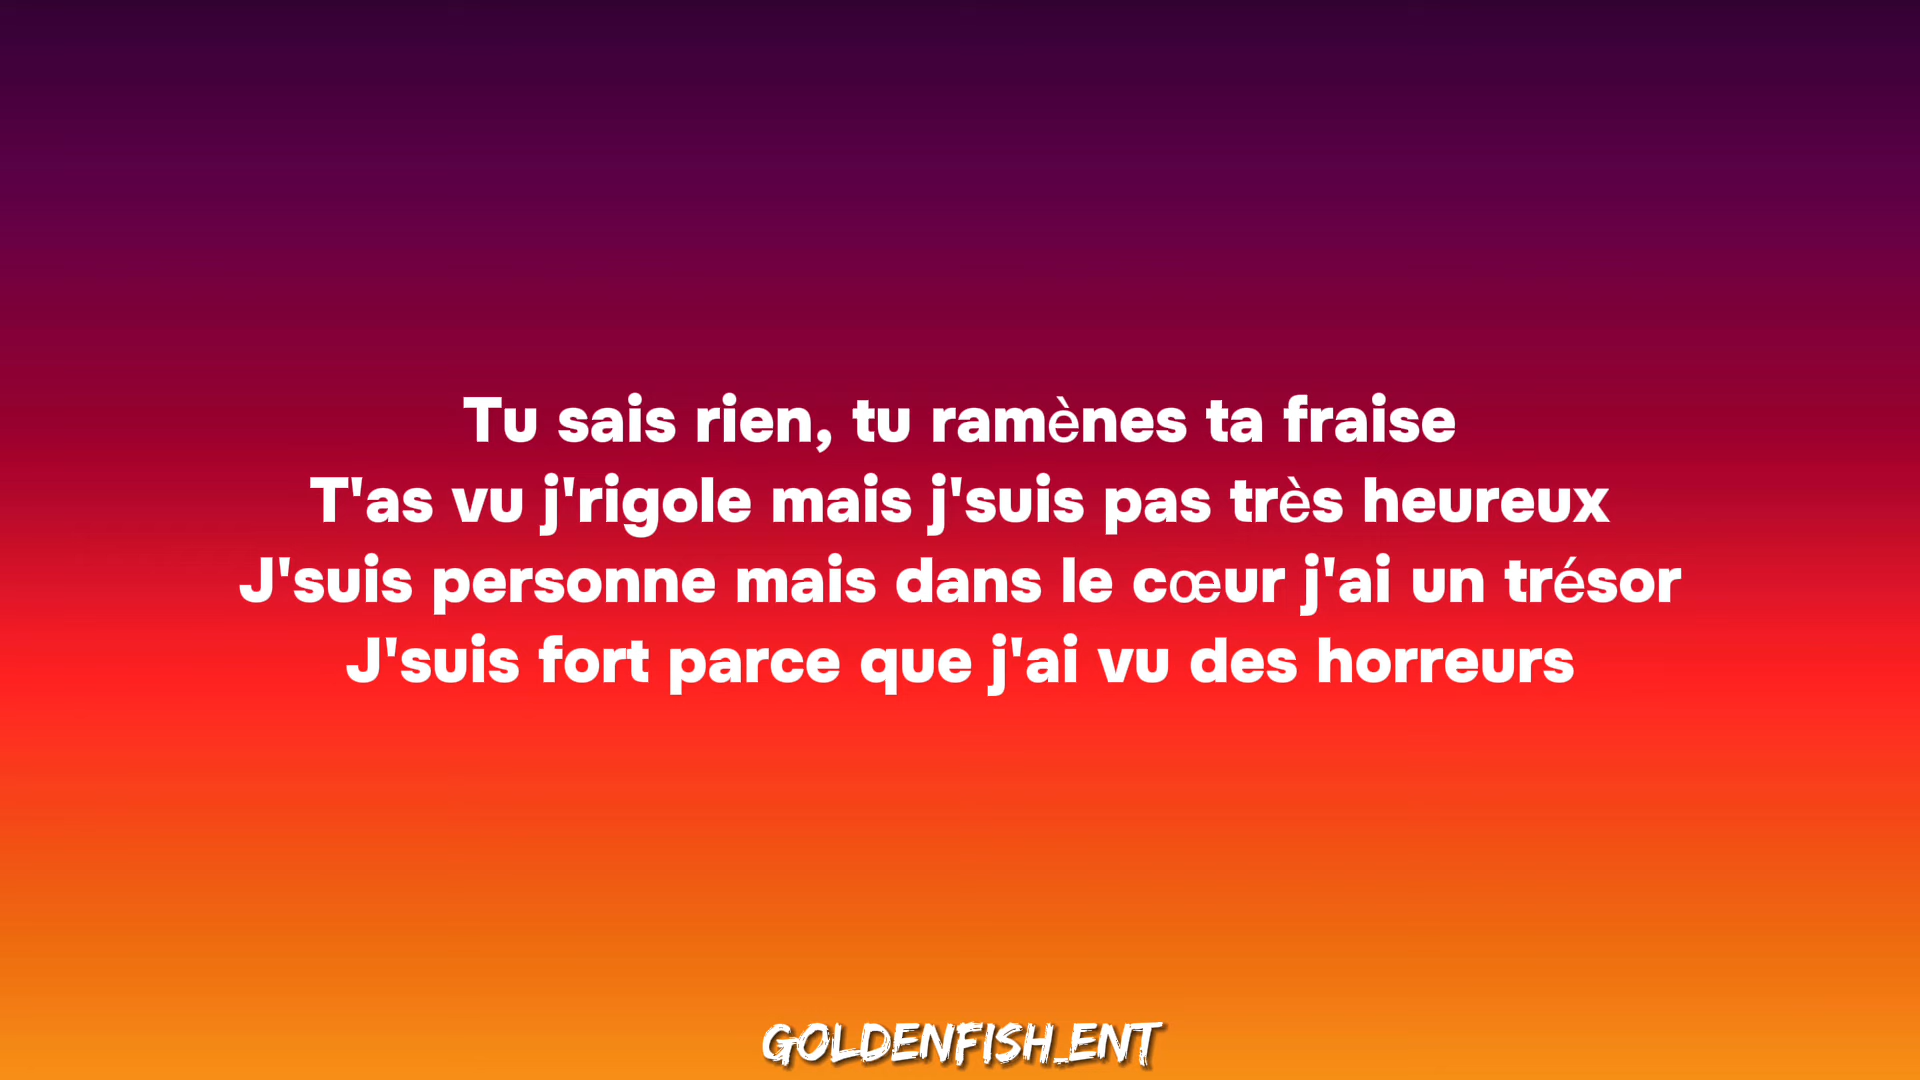 Tu sais rien, tu ramènes ta fraise
T'as vu j'rigole mais j'suis pas très heureux
J'suis personne mais dans le cœur j'ai un trésor
J'suis fort parce que j'ai vu des horreurs
GOLDENFISH_ENT